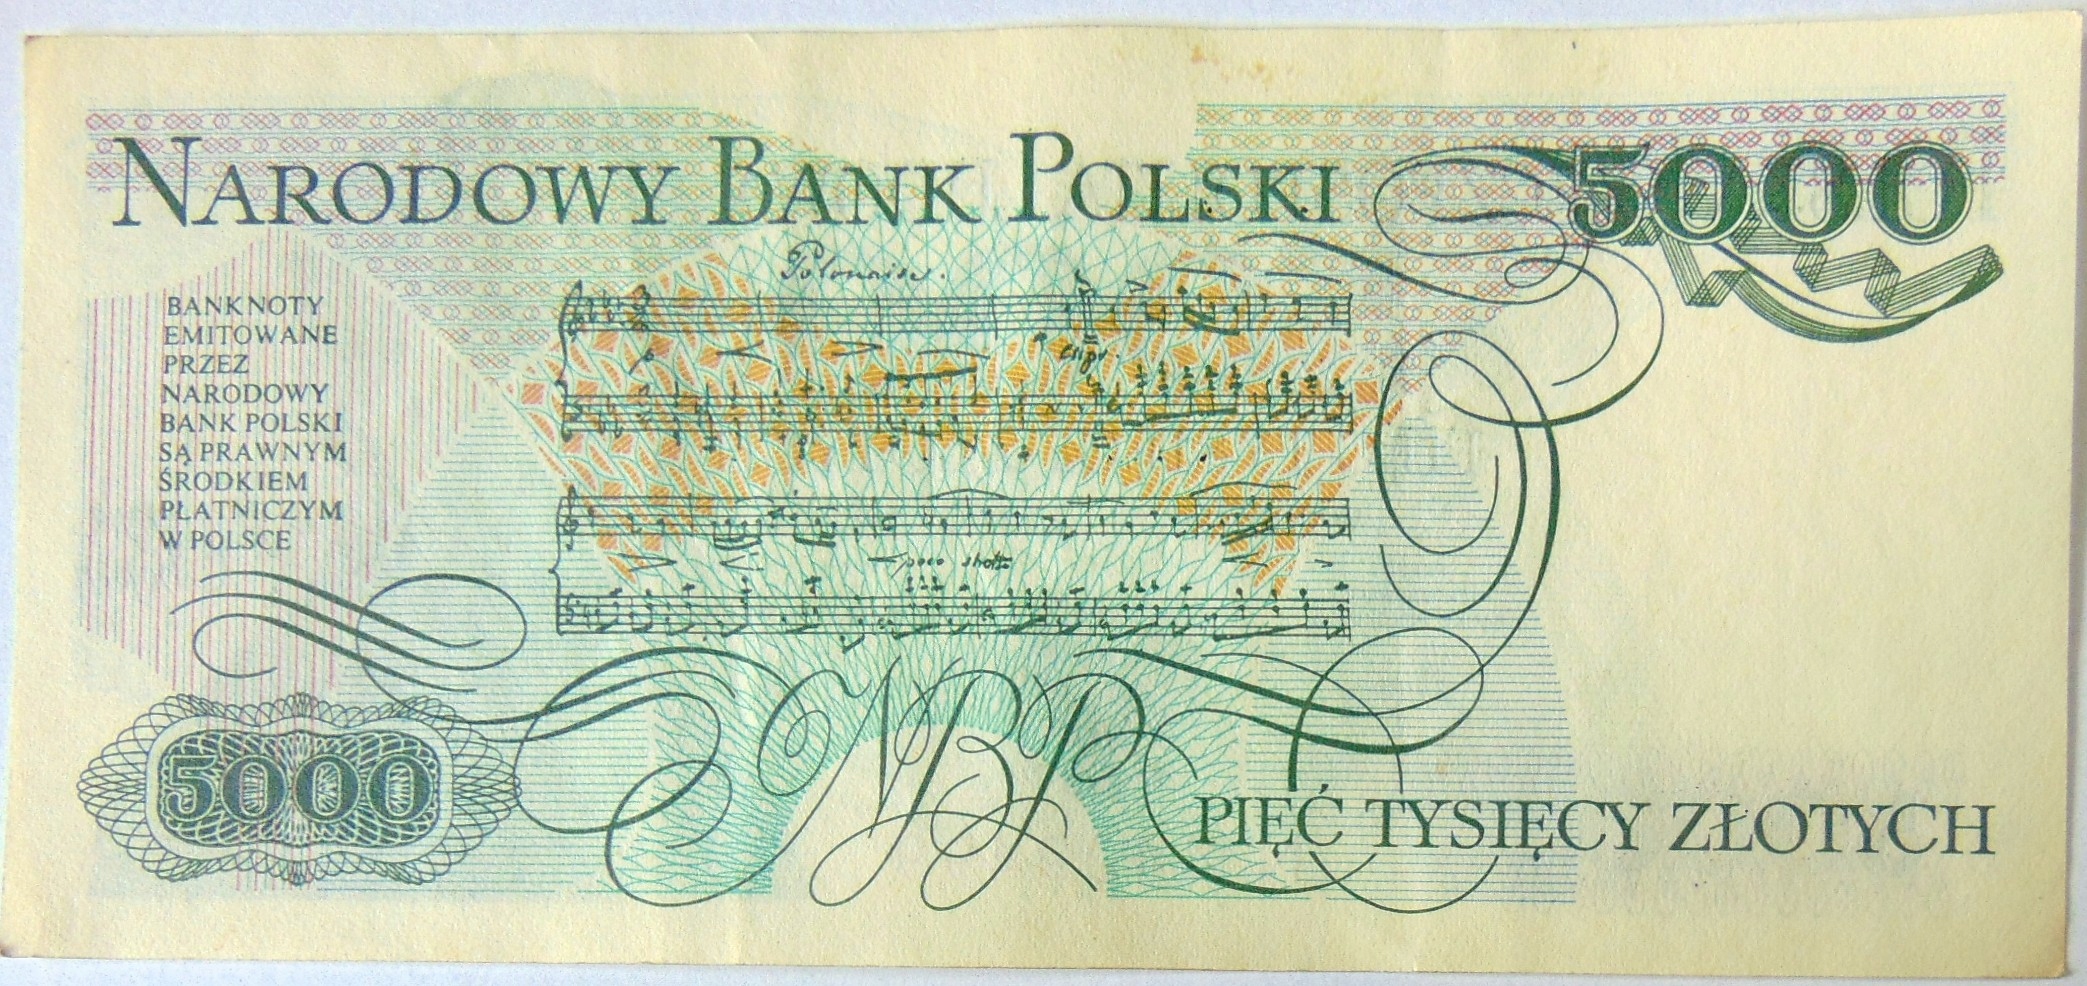 NARODOWY BANK POLSKI
5000
Polonaise.
BANKNOTY
EMITOWANE
PRZEZ
NARODOWY
BANK POLSKI
SĄ PRAWNYM
ŚRODKIEM
PŁATNICZYM
W POLSCE
poco
NBP
5000
PIĘĆ TYSIĘCY ZŁOTYCH